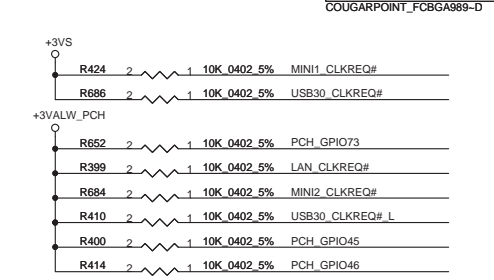 COUGARPOINT_FCBGA989~D
+3VS
R424 2 1 10K_0402_5% MINI1_CLKREQ#
R686 2 1 10K_0402_5% USB30_CLKREQ#
+3VALW_PCH
R652 2 1 10K_0402_5% PCH_GPIO73
R399 2 1 10K_0402_5% LAN_CLKREQ#
R684 2 1 10K_0402_5% MINI2_CLKREQ#
R410 2 1 10K_0402_5% USB30_CLKREQ#_L
R400 2 1 10K_0402_5% PCH_GPIO45
R414 2 1 10K_0402_5% PCH_GPIO46